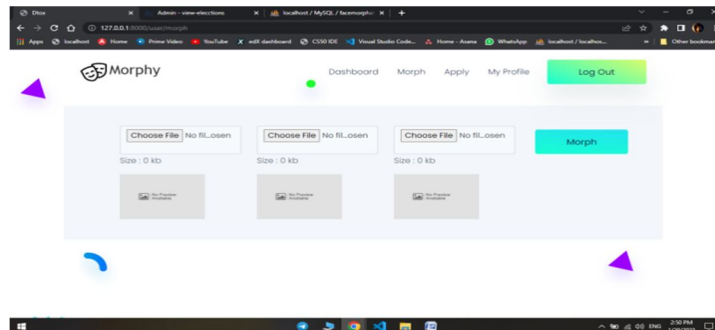 Dtox
Admin - view-elecctions
localhost / MySQL / facemorph
127.0.0.1:8000/user/morph
Apps localhost Home Prime Video YouTube edX dashboard CS50 IDE Visual Studio Code... Home - Asana WhatsApp localhost / localhos... » Other bookmar
Morphy Dashboard Morph Apply My Profile Log Out
Choose File No fil...osen Choose File No fil...osen Choose File No fil...osen Morph
Size : 0 kb Size : 0 kb Size : 0 kb
No Preview No Preview No Preview
Available Available Available
ENG 2:50 PM